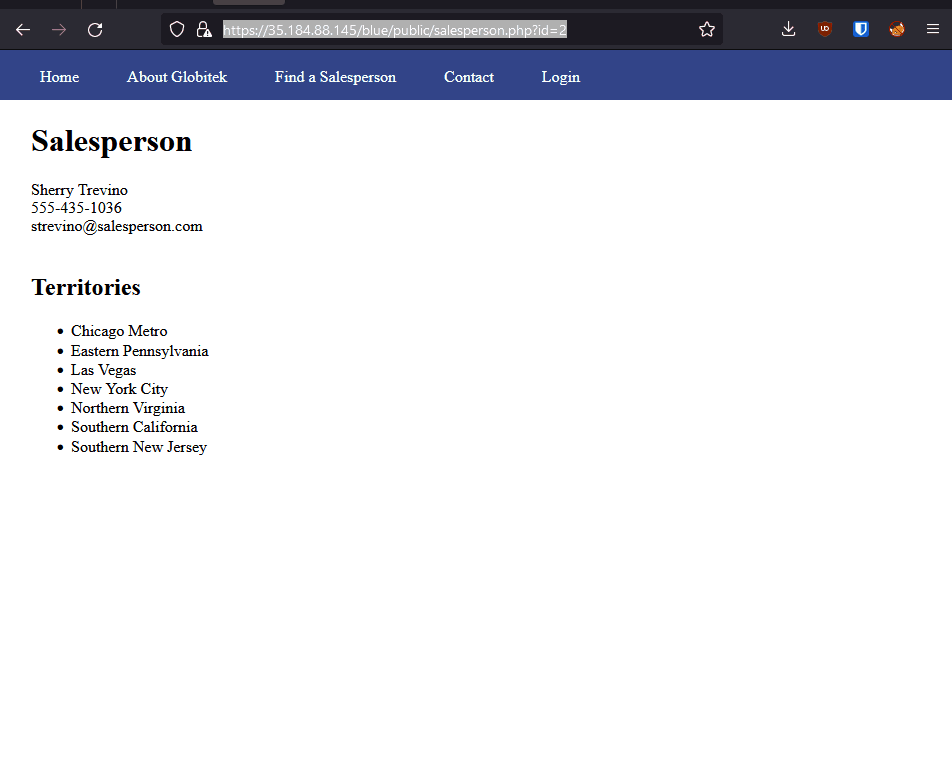 https://35.184.88.145/blue/public/salesperson.php?id=2
Home About Globitek Find a Salesperson Contact Login
Salesperson
Sherry Trevino
555-435-1036
strevino@salesperson.com
Territories
• Chicago Metro
• Eastern Pennsylvania
• Las Vegas
• New York City
• Northern Virginia
• Southern California
• Southern New Jersey